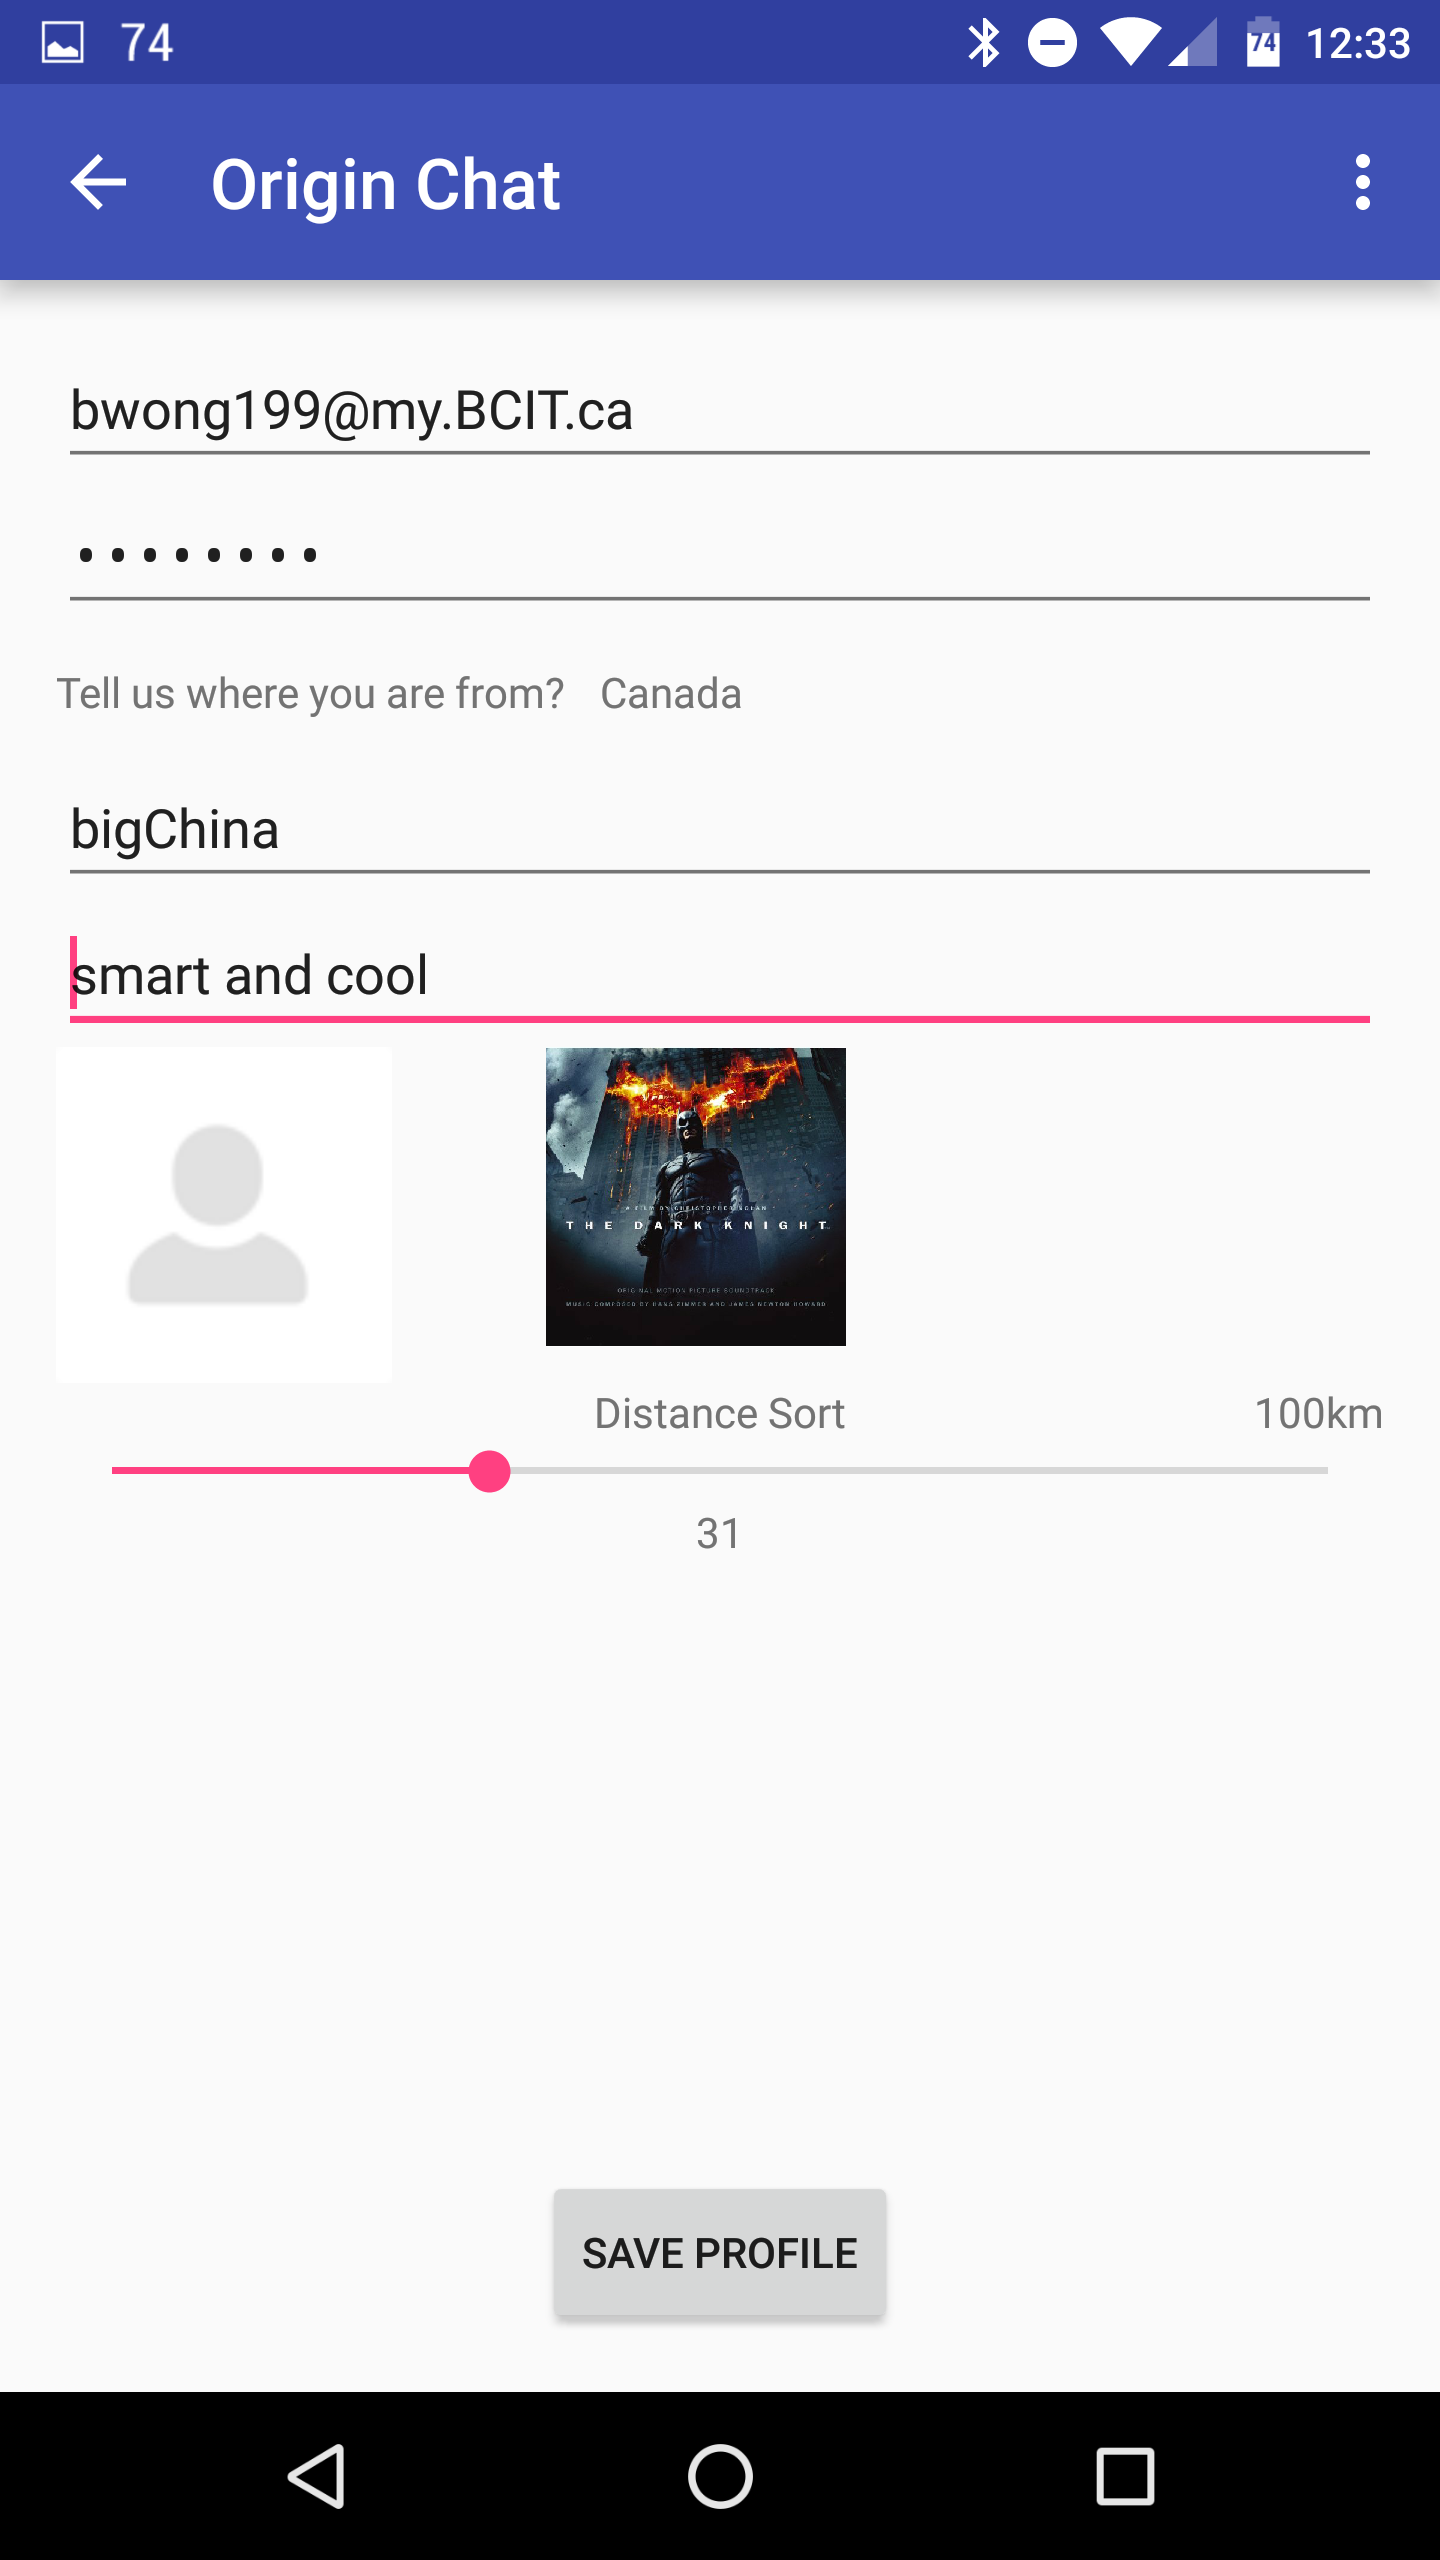 74
74
12:33
Origin Chat
bwong199@my.BCIT.ca
........
Tell us where you are from? Canada
bigChina
smart and cool
A FILM BY CHRISTOPHER NOLAN
THE DARK KNIGHT
ORIGINAL MOTION PICTURE SOUNDTRACK
MUSIC COMPOSED BY HANS ZIMMER AND JAMES NEWTON HOWARD
Distance Sort 100km
31
SAVE PROFILE